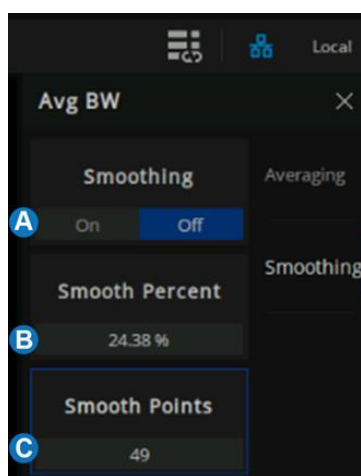 Local
Avg BW
Smoothing
Averaging
A
On Off
Smooth Percent
Smoothing
B
24.38 %
Smooth Points
C
49